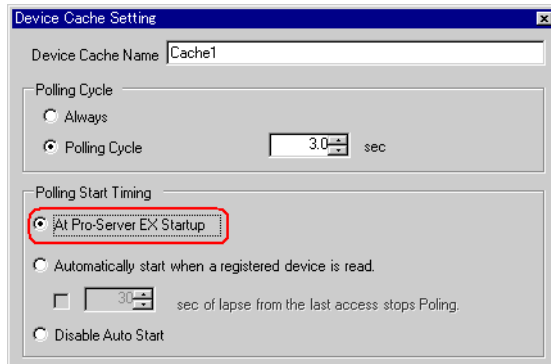 Device Cache Setting
Device Cache Name Cache1
Polling Cycle
Always
Polling Cycle 3.0 sec
Polling Start Timing
At Pro-Server EX Startup
Automatically start when a registered device is read.
30 sec of lapse from the last access stops Poling.
Disable Auto Start